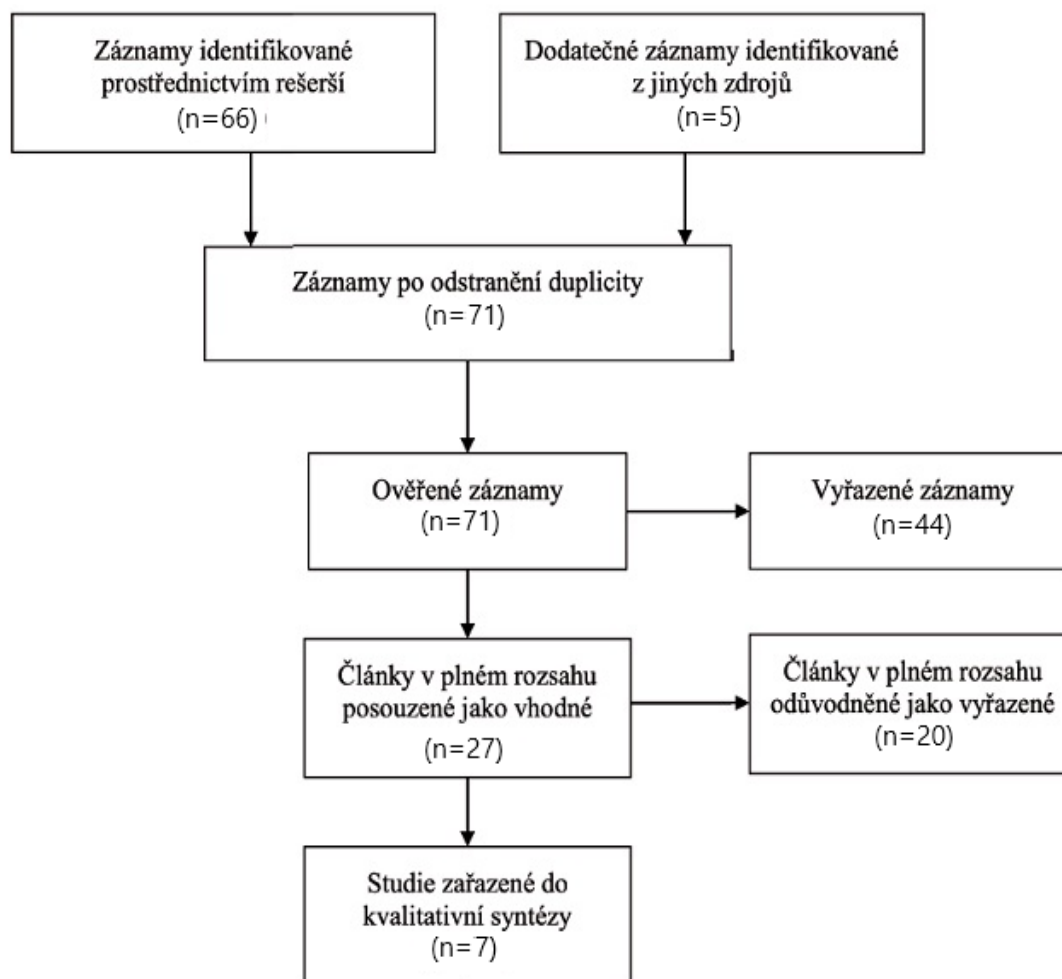 Záznamy identifikované
prostřednictvím rešerší
(n=66)
Dodatečné záznamy identifikované
z jiných zdrojů
(n=5)
Záznamy po odstranění duplicity
(n=71)
Ověřené záznamy
(n=71)
Vyřazené záznamy
(n=44)
Články v plném rozsahu
posouzené jako vhodné
(n=27)
Články v plném rozsahu
odůvodněné jako vyřazené
(n=20)
Studie zařazené do
kvalitativní syntézy
(n=7)